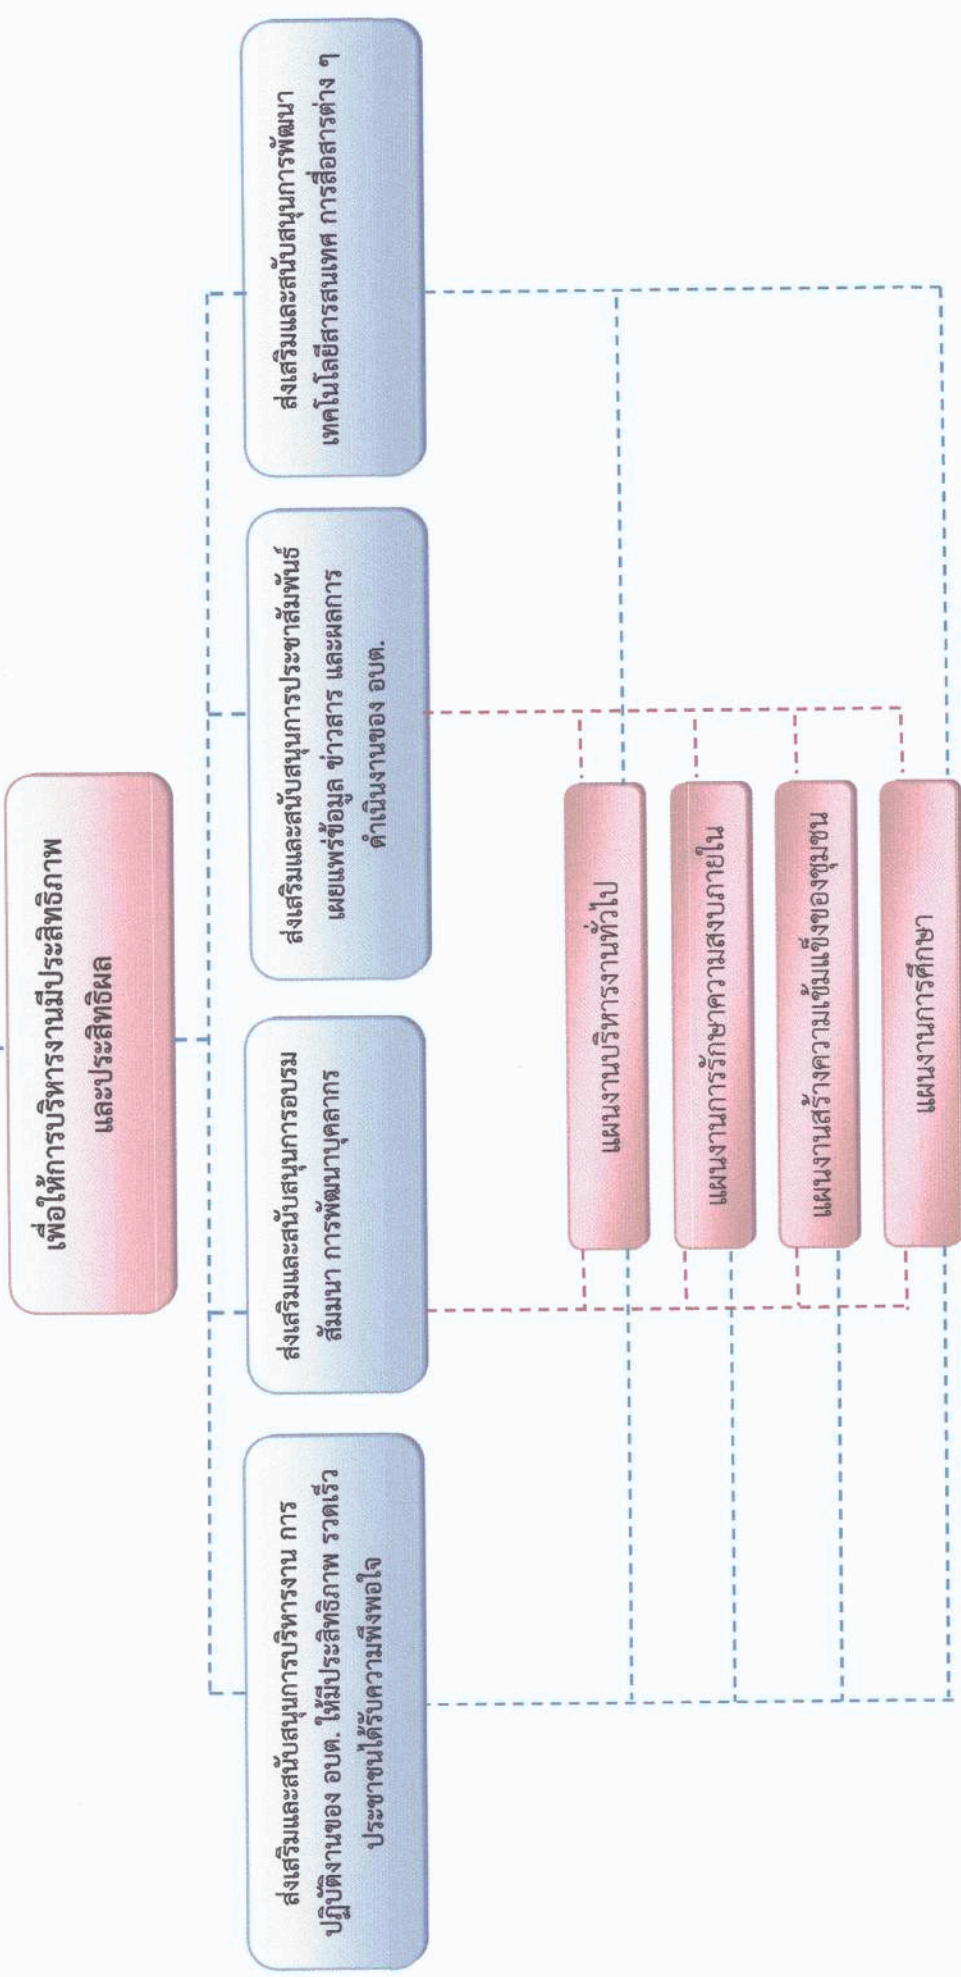 เพื่อให้การบริหารงานมีประสิทธิภาพ
และประสิทธิผล
ส่งเสริมและสนับสนุนการบริหารงาน การ
ปฏิบัติงานของ อบต. ให้มีประสิทธิภาพ รวดเร็ว
ประชาชนได้รับความพึงพอใจ
ส่งเสริมและสนับสนุนการอบรม
สัมมนา การพัฒนาบุคลากร
ส่งเสริมและสนับสนุนการประชาสัมพันธ์
เผยแพร่ข้อมูล ข่าวสาร และผลการ
ดำเนินงานของ อบต.
ส่งเสริมและสนับสนุนการพัฒนา
เทคโนโลยีสารสนเทศ การสื่อสารต่าง ๆ
แผนงานบริหารงานทั่วไป
แผนงานการรักษาความสงบภายใน
แผนงานสร้างความเข้มแข็งของชุมชน
แผนงานการศึกษา